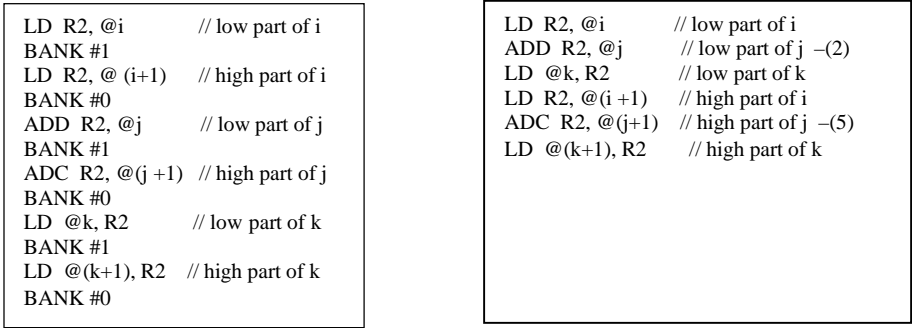 LD R2, @i // low part of i
BANK #1
LD R2, @ (i+1) // high part of i
BANK #0
ADD R2, @j // low part of j
BANK #1
ADC R2, @(j +1) // high part of j
BANK #0
LD @k, R2 // low part of k
BANK #1
LD @(k+1), R2 // high part of k
BANK #0
LD R2, @i // low part of i
ADD R2, @j // low part of j –(2)
LD @k, R2 // low part of k
LD R2, @(i +1) // high part of i
ADC R2, @(j+1) // high part of j –(5)
LD @(k+1), R2 // high part of k